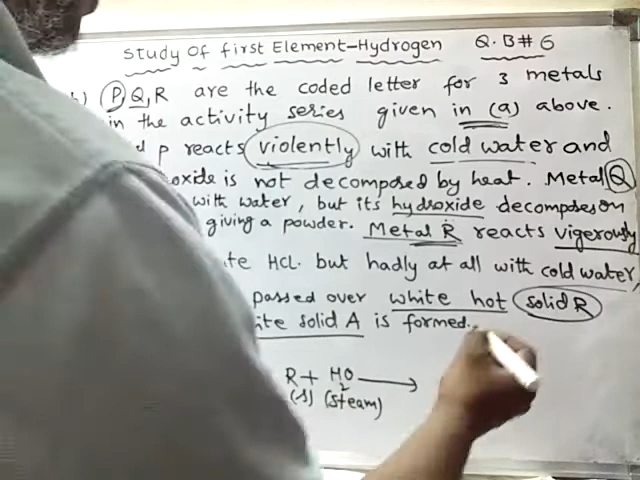 Study Of first Element-Hydrogen Q.B#6
) P, Q, R are the coded letter for 3 metals
in the activity series given in (a) above.
p reacts violently with cold water and
oxide is not decomposed by heat. Metal Q
with water, but its hydroxide decomposes on
giving a powder. Metal R reacts vigerously
te HCL. but hadly at all with cold water,
passed over white hot solid R
ite solid A is formed.
R + H2O ⟶
(s) (steam)